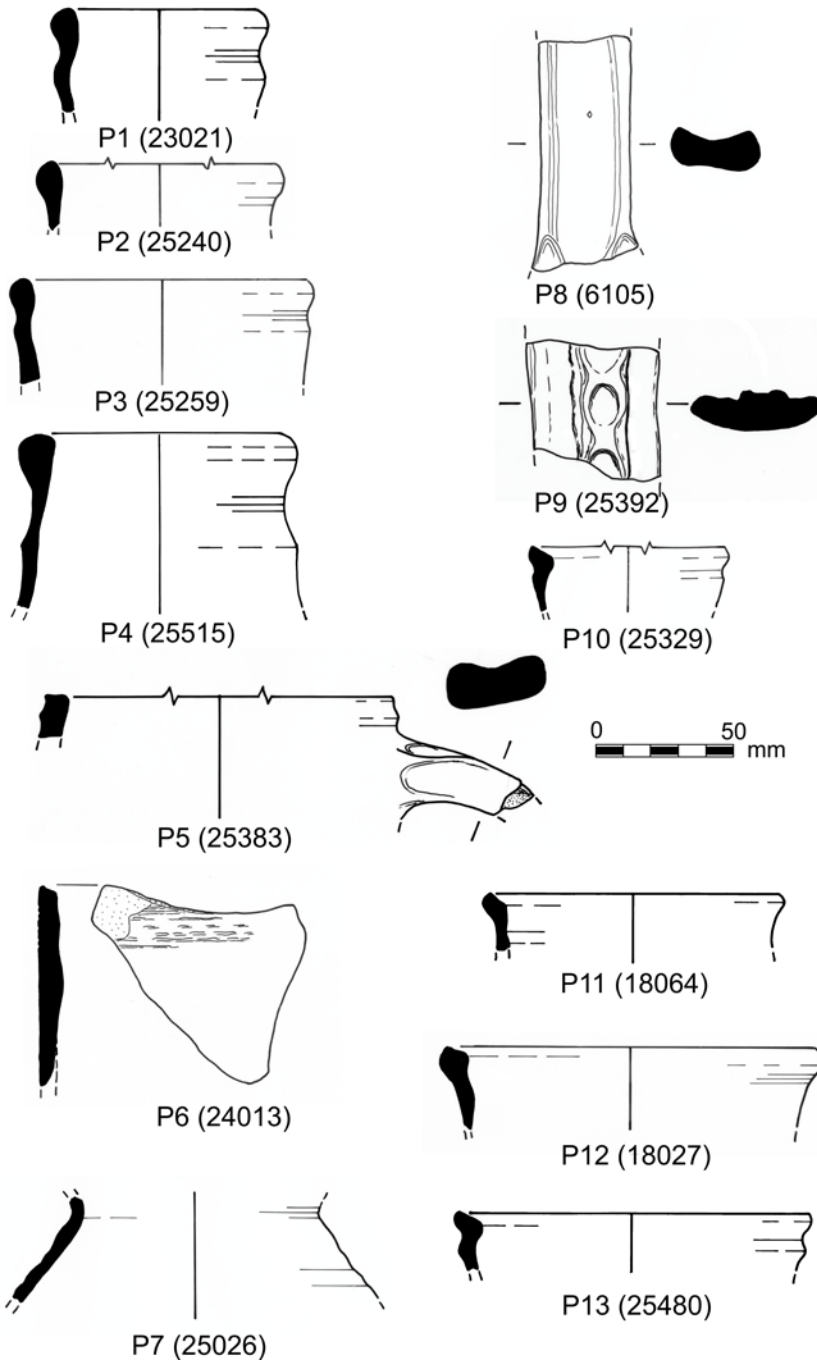 P1 (23021)
P2 (25240)
P3 (25259)
P4 (25515)
P5 (25383)
P6 (24013)
P7 (25026)
P8 (6105)
P9 (25392)
P10 (25329)
0 50
mm
P11 (18064)
P12 (18027)
P13 (25480)